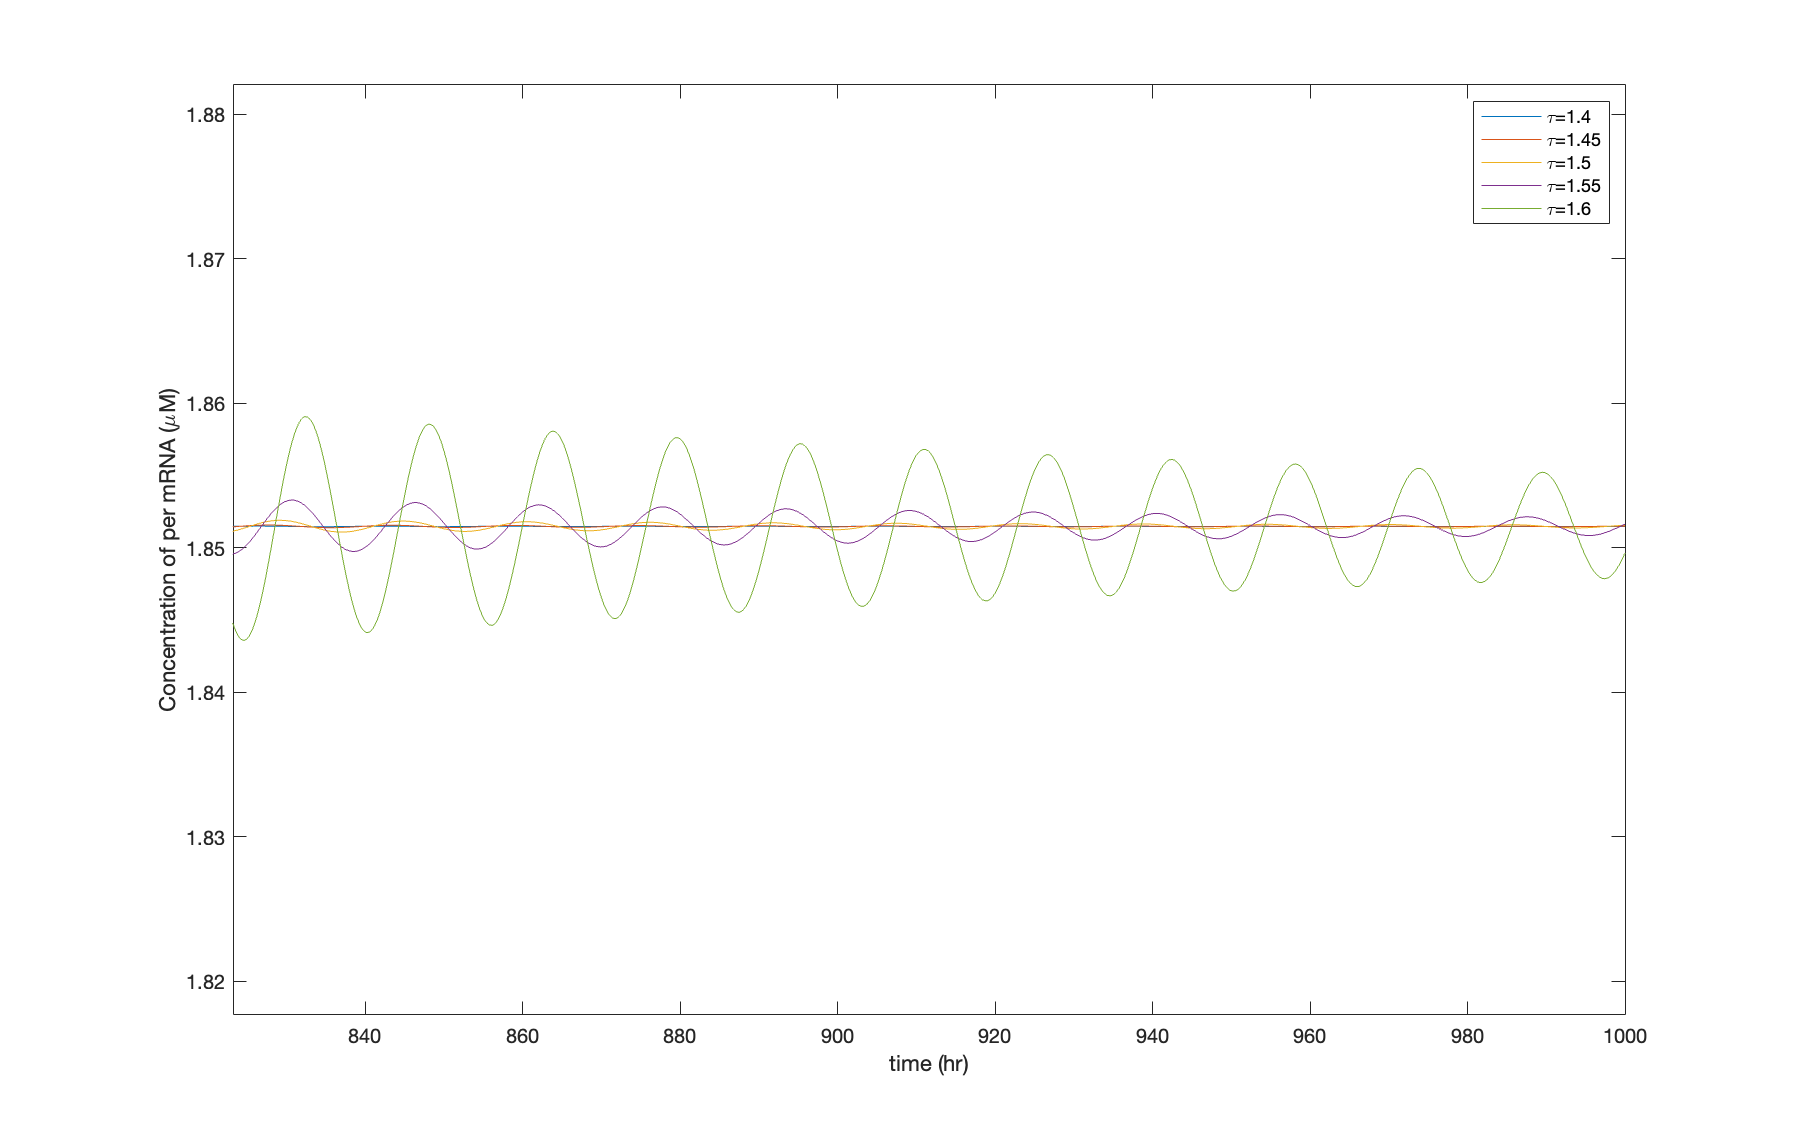 1.88
1.87
1.86
1.85
1.84
1.83
1.82
Concentration of per mRNA (μM)
840 860 880 900 920 940 960 980 1000
time (hr)
τ=1.4
τ=1.45
τ=1.5
τ=1.55
τ=1.6